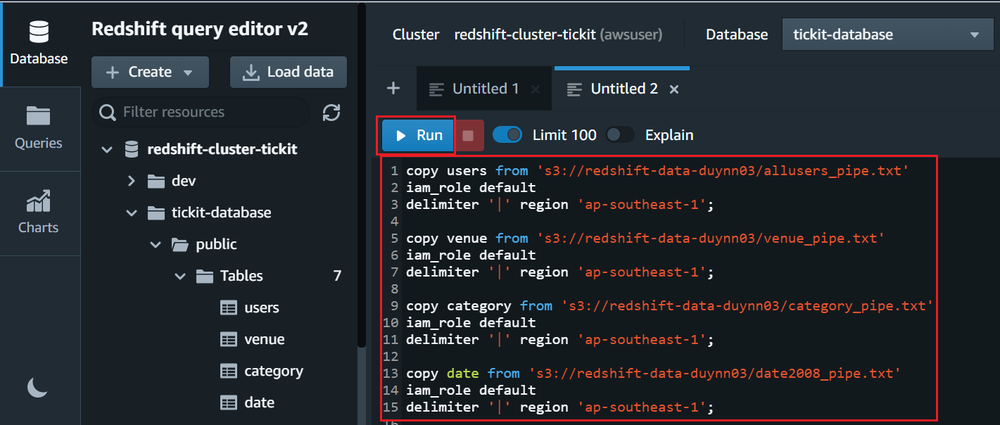 Database
Queries
Charts
Redshift query editor v2
Create
Load data
Filter resources
redshift-cluster-tickit
dev
tickit-database
public
Tables 7
users
venue
category
date
Cluster redshift-cluster-tickit (awsuser) Database tickit-database
+ Untitled 1 × Untitled 2 ×
Run Limit 100 Explain
1 copy users from 's3://redshift-data-duynn03/allusers_pipe.txt'
2 iam_role default
3 delimiter '|' region 'ap-southeast-1';
4
5 copy venue from 's3://redshift-data-duynn03/venue_pipe.txt'
6 iam_role default
7 delimiter '|' region 'ap-southeast-1';
8
9 copy category from 's3://redshift-data-duynn03/category_pipe.txt'
10 iam_role default
11 delimiter '|' region 'ap-southeast-1';
12
13 copy date from 's3://redshift-data-duynn03/date2008_pipe.txt'
14 iam_role default
15 delimiter '|' region 'ap-southeast-1';
16